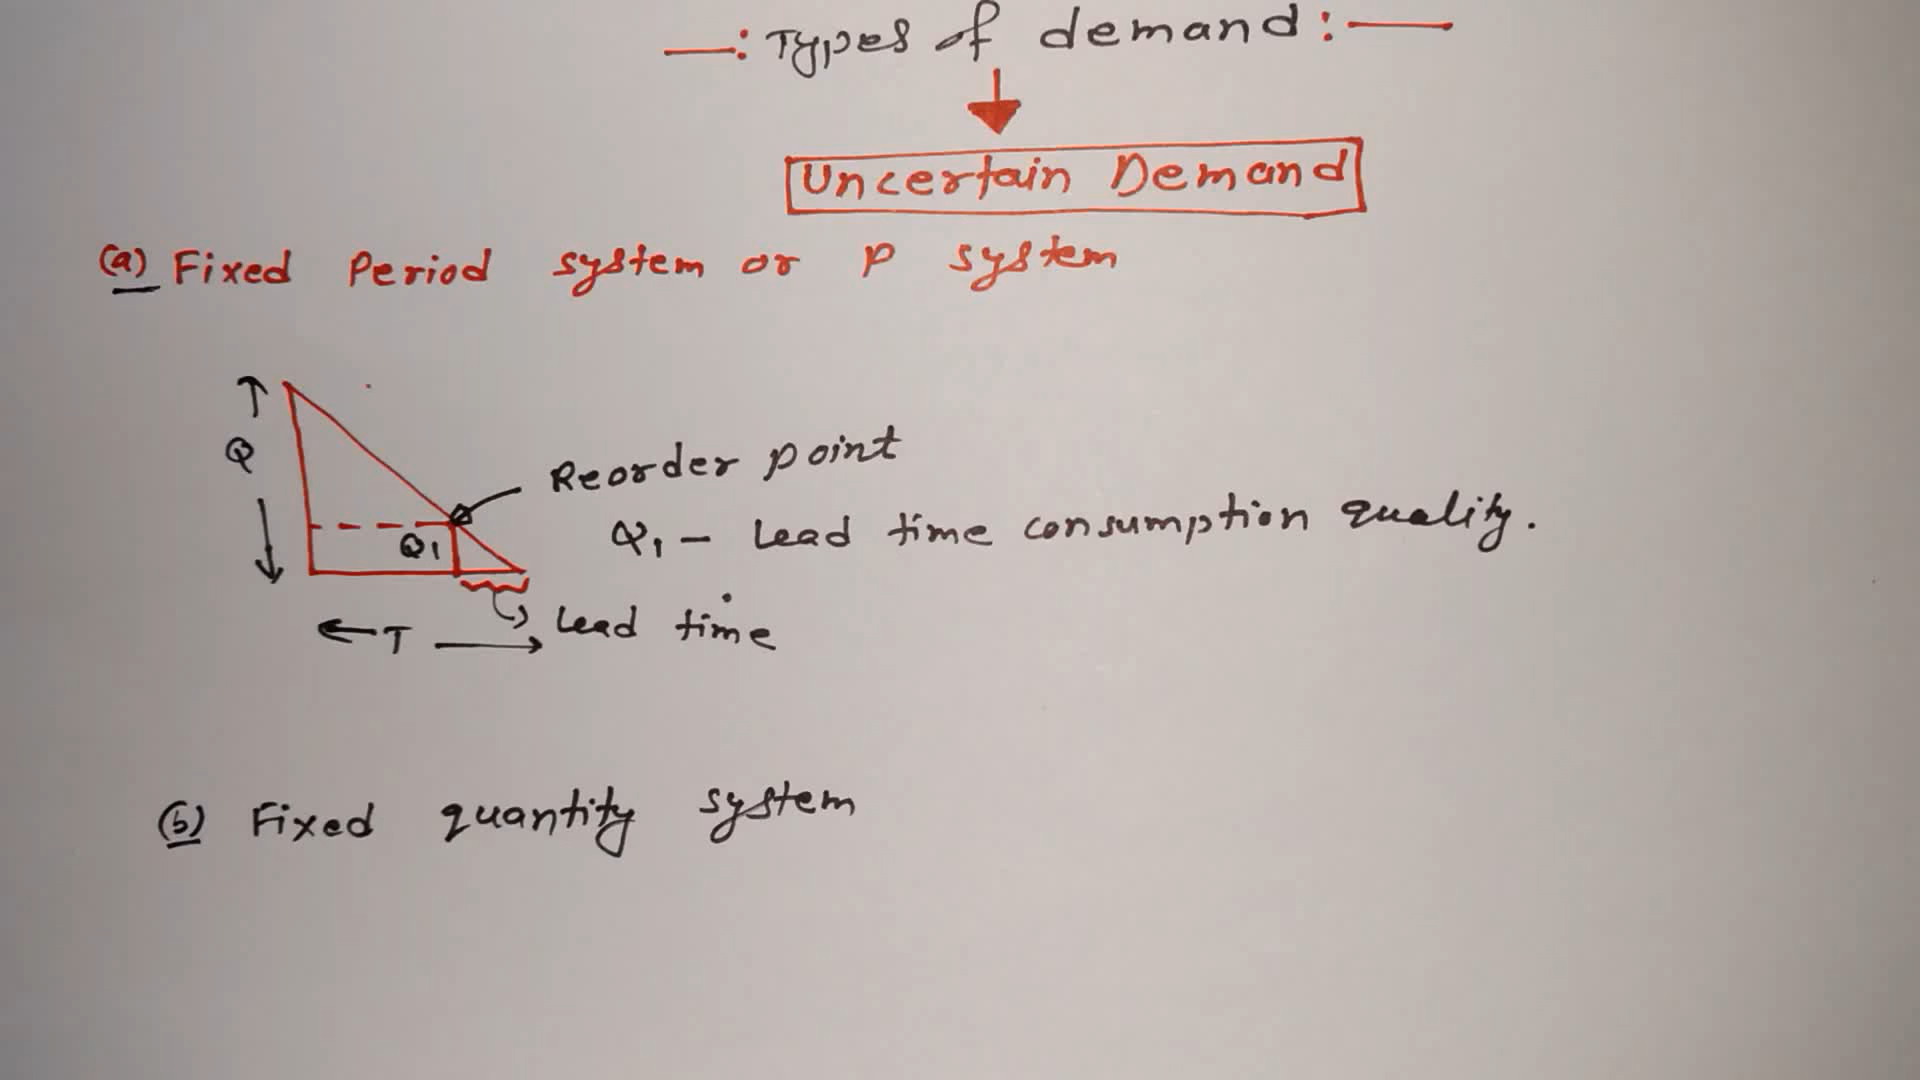 —: Types of demand :—
Uncertain Demand
(a) Fixed Period system or P system
Q
Reorder point
Q1 - Lead time consumption quality.
Q1
Lead time
T
(b) Fixed quantity system